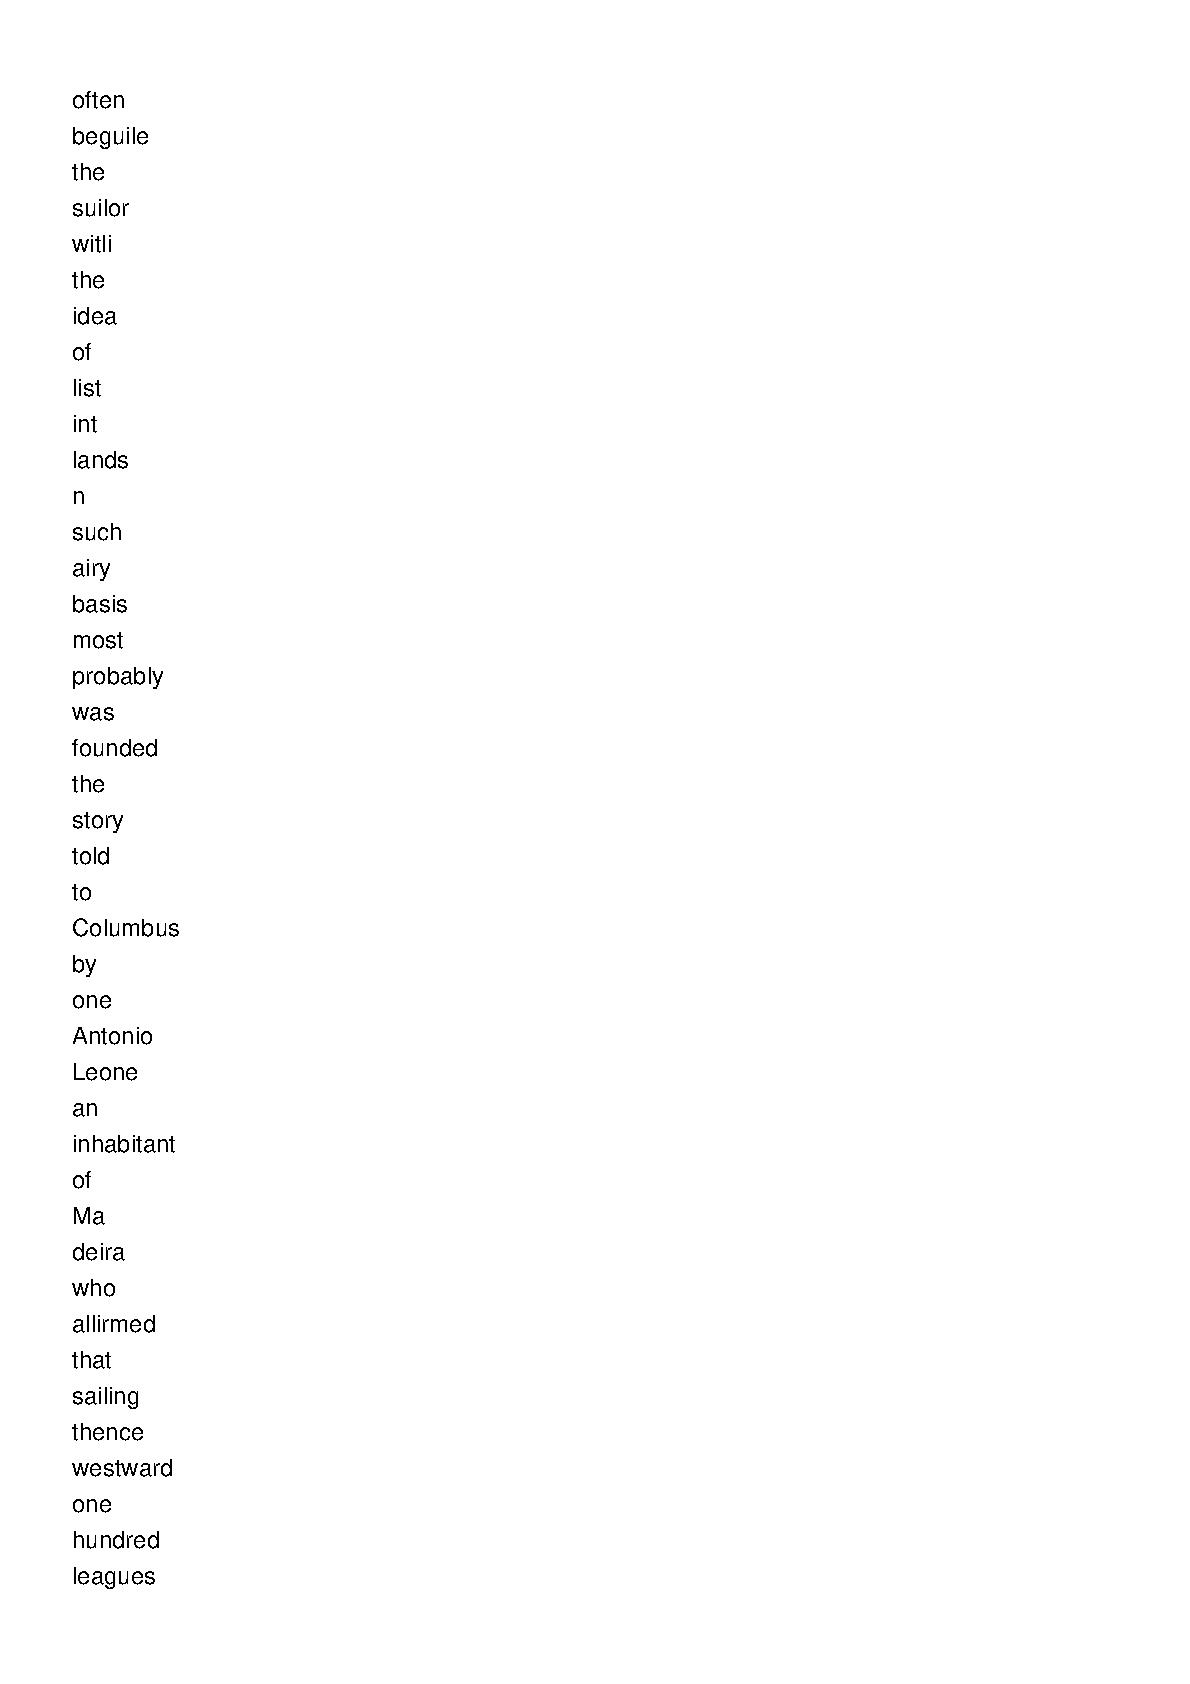 often
beguile
the
suilor
witli
the
idea
of
list
int
lands
n
such
airy
basis
most
probably
was
founded
the
story
told
to
Columbus
by
one
Antonio
Leone
an
inhabitant
of
Ma
deira
who
allirmed
that
sailing
thence
westward
one
hundred
leagues